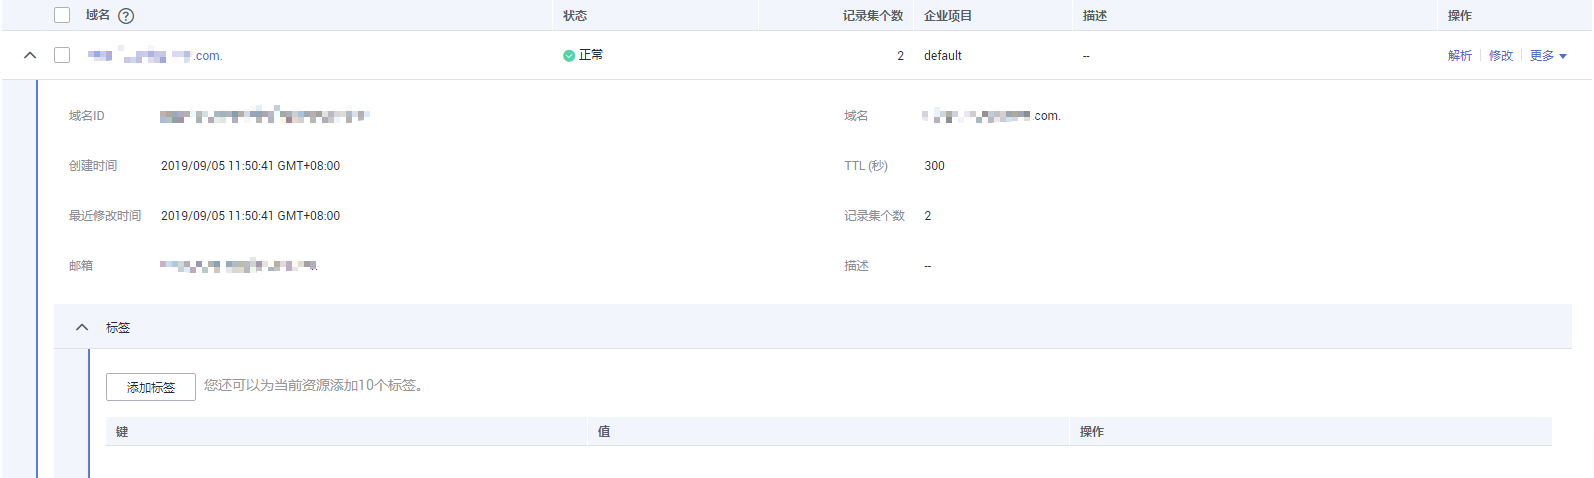 域名 状态 记录集个数 企业项目 描述 操作
.com. 正常 2 default -- 解析 修改 更多
域名ID 域名 .com.
创建时间 2019/09/05 11:50:41 GMT+08:00 TTL (秒) 300
最近修改时间 2019/09/05 11:50:41 GMT+08:00 记录集个数 2
邮箱 描述 --
标签
添加标签 您还可以为当前资源添加10个标签。
键 值 操作